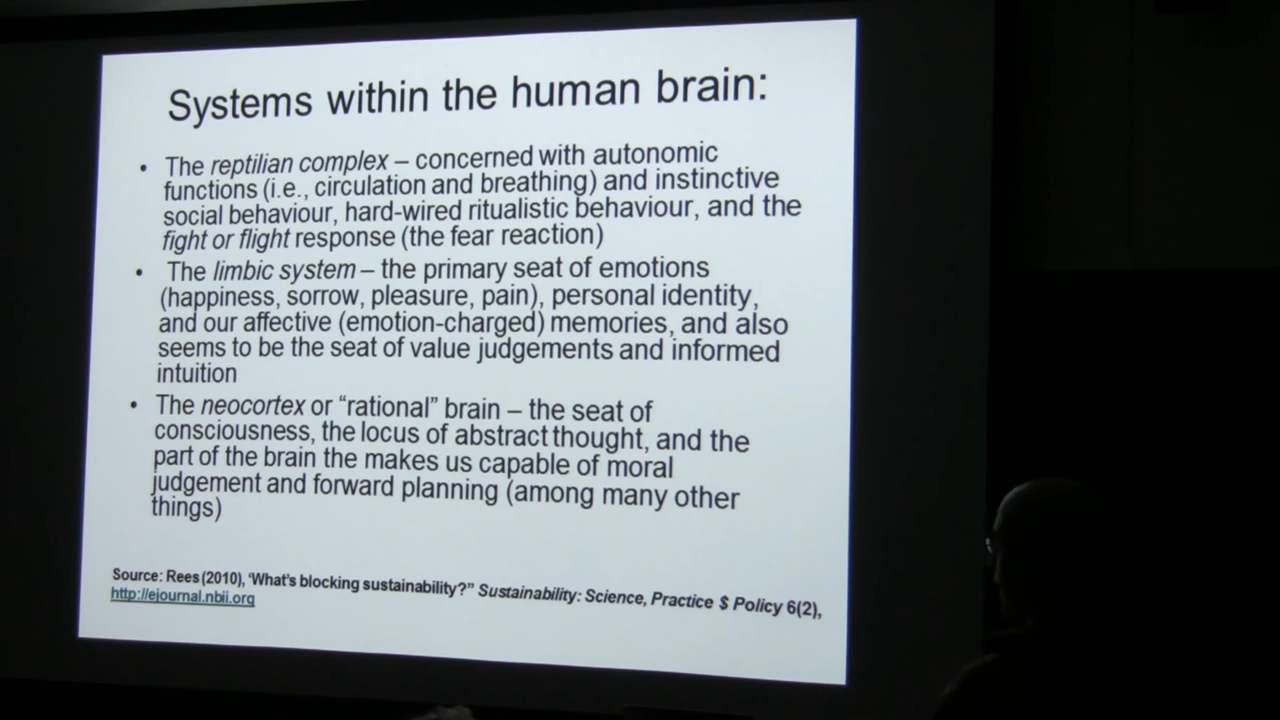 Systems within the human brain:
• The reptilian complex – concerned with autonomic
functions (i.e., circulation and breathing) and instinctive
social behaviour, hard-wired ritualistic behaviour, and the
fight or flight response (the fear reaction)
• The limbic system – the primary seat of emotions
(happiness, sorrow, pleasure, pain), personal identity,
and our affective (emotion-charged) memories, and also
seems to be the seat of value judgements and informed
intuition
• The neocortex or “rational” brain – the seat of
consciousness, the locus of abstract thought, and the
part of the brain the makes us capable of moral
judgement and forward planning (among many other
things)
Source: Rees (2010), ‘What's blocking sustainability?” Sustainability: Science, Practice $ Policy 6(2),
http://ejournal.nbii.org